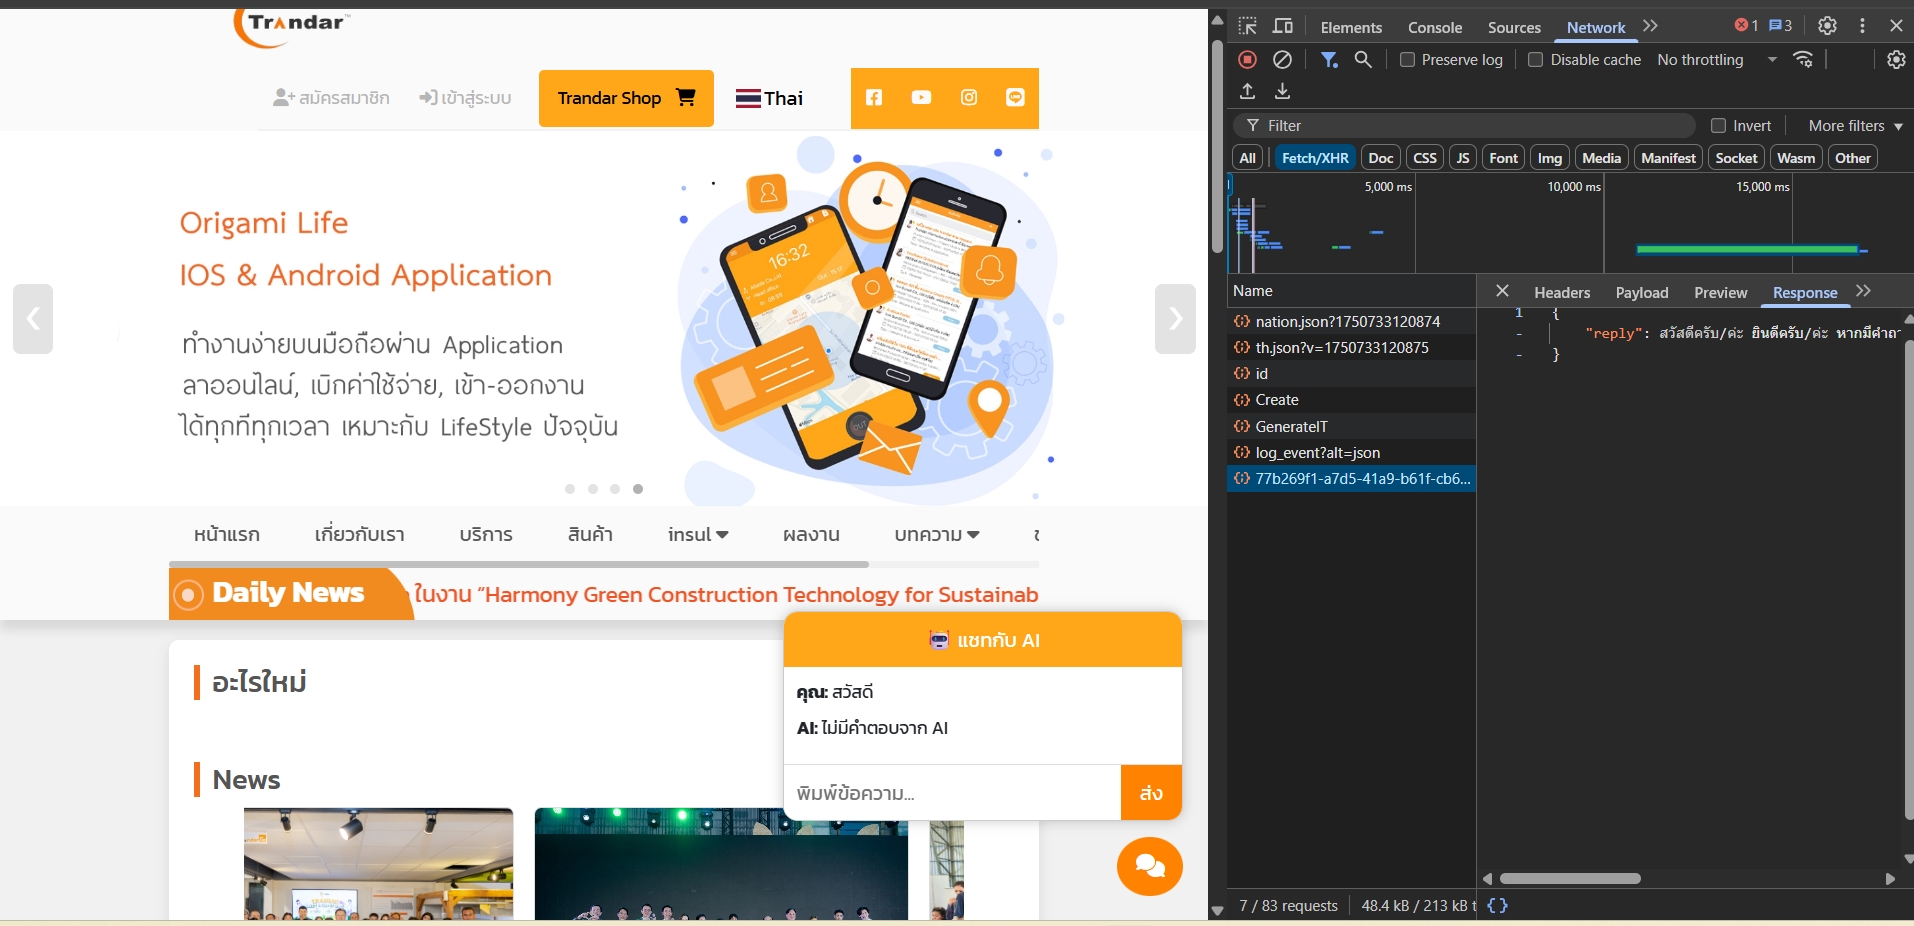 Trandar
สมัครสมาชิก
เข้าสู่ระบบ
Trandar Shop
Thai
Origami Life
IOS & Android Application
ทำงานง่ายบนมือถือผ่าน Application
ลาออนไลน์, เบิกค่าใช้จ่าย, เข้า-ออกงาน
ได้ทุกที่ทุกเวลา เหมาะกับ LifeStyle ปัจจุบัน
16:32
หน้าแรก
เกี่ยวกับเรา
บริการ
สินค้า
insul
ผลงาน
บทความ
Daily News
ในงาน “Harmony Green Construction Technology for Sustainab
อะไรใหม่
News
แชทกับ AI
คุณ: สวัสดี
AI: ไม่มีคำตอบจาก AI
พิมพ์ข้อความ...
ส่ง
Elements
Console
Sources
Network
1
3
Preserve log
Disable cache
No throttling
Filter
Invert
More filters
All
Fetch/XHR
Doc
CSS
JS
Font
Img
Media
Manifest
Socket
Wasm
Other
5,000 ms
10,000 ms
15,000 ms
Name
Headers
Payload
Preview
Response
nation.json?1750733120874
th.json?v=1750733120875
id
Create
GenerateIT
log_event?alt=json
77b269f1-a7d5-41a9-b61f-cb6...
1 {
- "reply": สวัสดีครับ/ค่ะ ยินดีครับ/ค่ะ หากมีคำถา
- }
7 / 83 requests
48.4 kB / 213 kB t
{}